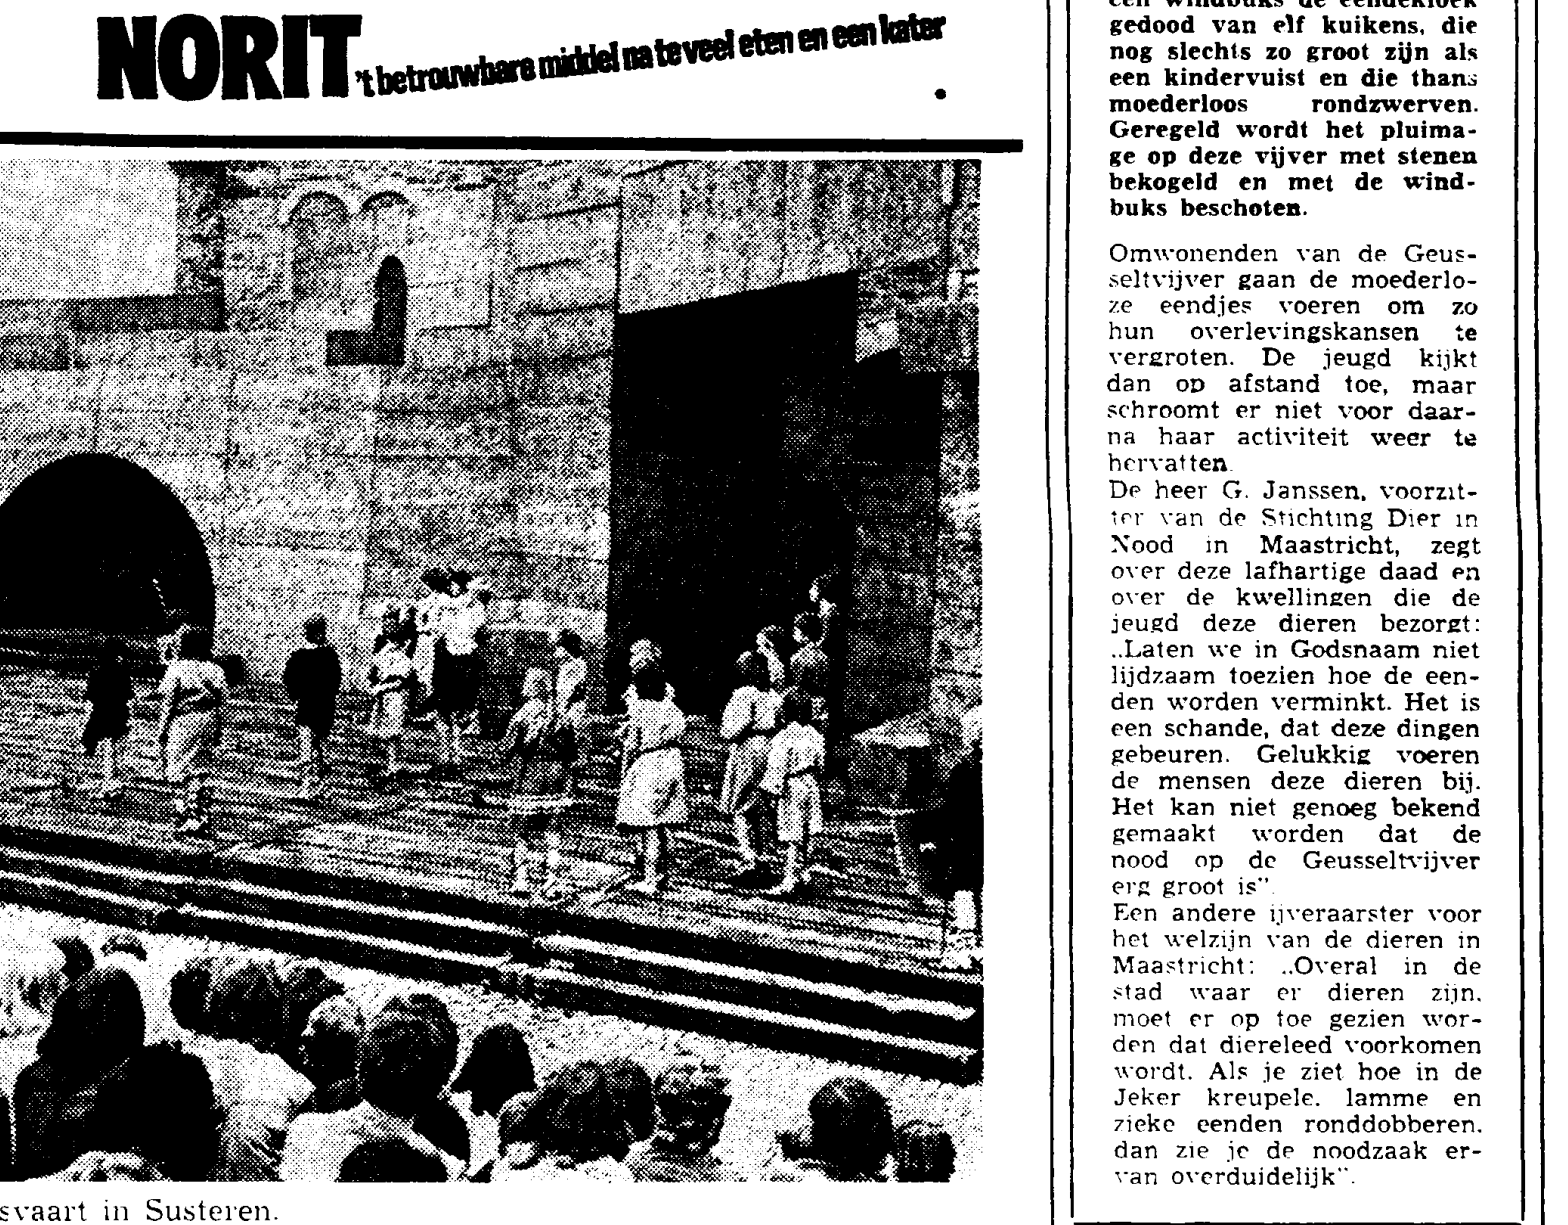 NORIT 't betrouwbare middel na te veel eten en een kater
svaart in Susteren.
een windbuks de eendekloek
gedood van elf kuikens, die
nog slechts zo groot zijn als
een kindervuist en die thans
moederloos rondzwerven.
Geregeld wordt het pluima-
ge op deze vijver met stenen
bekogeld en met de wind-
buks beschoten.
Omwonenden van de Geus-
seltvijver gaan de moederlo-
ze eendjes voeren om zo
hun overlevingskansen te
vergroten. De jeugd kijkt
dan op afstand toe, maar
schroomt er niet voor daar-
na haar activiteit weer te
hervatten.
De heer G. Janssen, voorzit-
ter van de Stichting Dier in
Nood in Maastricht, zegt
over deze lafhartige daad en
over de kwellingen die de
jeugd deze dieren bezorgt:
„Laten we in Godsnaam niet
lijdzaam toezien hoe de een-
den worden verminkt. Het is
een schande, dat deze dingen
gebeuren. Gelukkig voeren
de mensen deze dieren bij.
Het kan niet genoeg bekend
gemaakt worden dat de
nood op de Geusseltvijver
erg groot is”.
Een andere ijveraarster voor
het welzijn van de dieren in
Maastricht: „Overal in de
stad waar er dieren zijn,
moet er op toe gezien wor-
den dat diereleed voorkomen
wordt. Als je ziet hoe in de
Jeker kreupele, lamme en
zieke eenden ronddobberen,
dan zie je de noodzaak er-
van overduidelijk”.